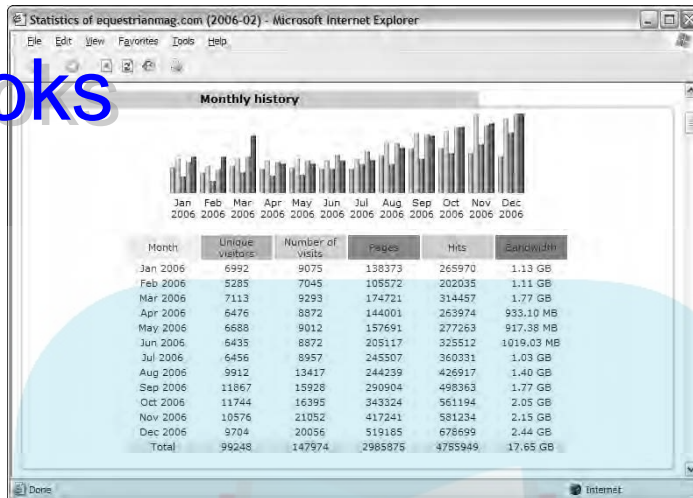 Statistics of equestrianmag.com (2006-02) - Microsoft Internet Explorer
File Edit View Favorites Tools Help
oks
Monthly history
Jan Feb Mar Apr May Jun Jul Aug Sep Oct Nov Dec
2006 2006 2006 2006 2006 2006 2006 2006 2006 2006 2006 2006
Month Unique visitors Number of visits Pages Hits Bandwidth
Jan 2006 6992 9075 138373 265970 1.13 GB
Feb 2006 5285 7045 105572 202035 1.11 GB
Mar 2006 7113 9293 174721 314457 1.77 GB
Apr 2006 6476 8872 144001 263974 933.10 MB
May 2006 6688 9012 157691 277263 917.38 MB
Jun 2006 6435 8872 205117 325512 1019.03 MB
Jul 2006 6456 8957 245507 360331 1.03 GB
Aug 2006 9912 13417 244239 426917 1.40 GB
Sep 2006 11867 15928 290904 498363 1.77 GB
Oct 2006 11744 16395 343324 561194 2.05 GB
Nov 2006 10576 21052 417241 581234 2.15 GB
Dec 2006 9704 20056 519185 678699 2.44 GB
Total 99248 147974 2985875 4755949 17.65 GB
Done Internet